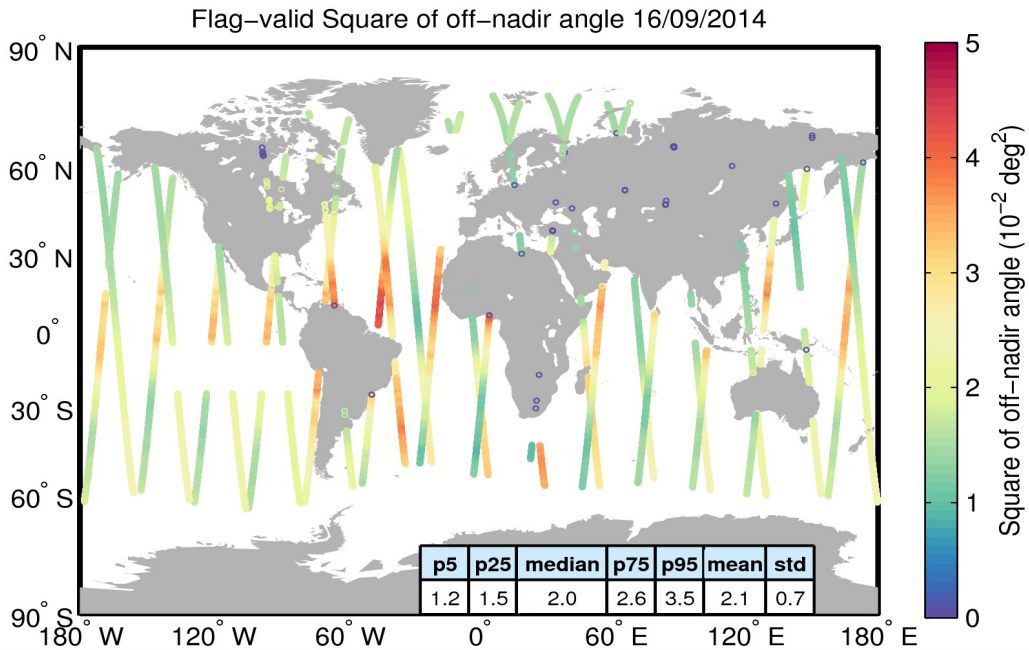 Flag−valid Square of off−nadir angle 16/09/2014
90° N
60° N
30° N
0°
30° S
60° S
90° S
180° W
120° W
60° W
0°
60° E
120° E
180° E
p5 p25 median p75 p95 mean std
1.2 1.5 2.0 2.6 3.5 2.1 0.7
5
4
3
2
1
0
Square of off−nadir angle (10⁻² deg²)